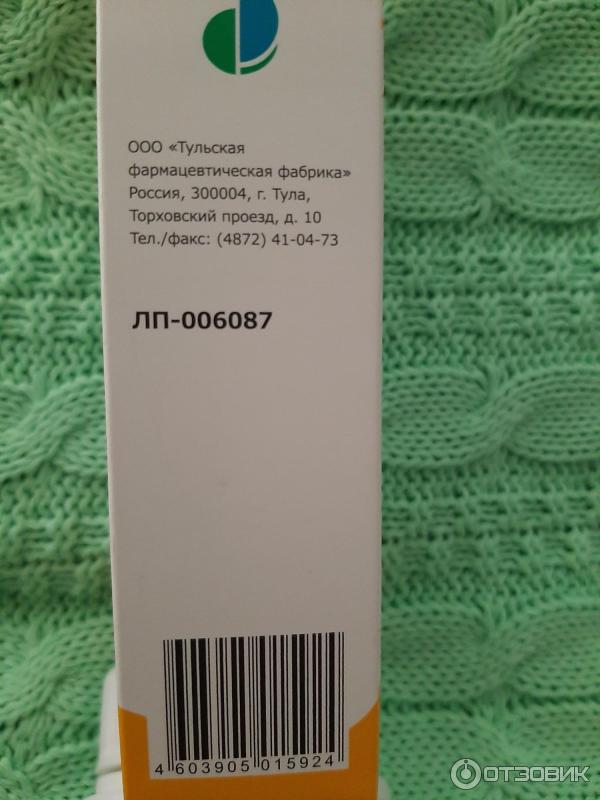 ООО «Тульская
фармацевтическая фабрика»
Россия, 300004, г. Тула,
Торховский проезд, д. 10
Тел./факс: (4872) 41-04-73
ЛП-006087
4 603905 015924
ОТЗОВИК